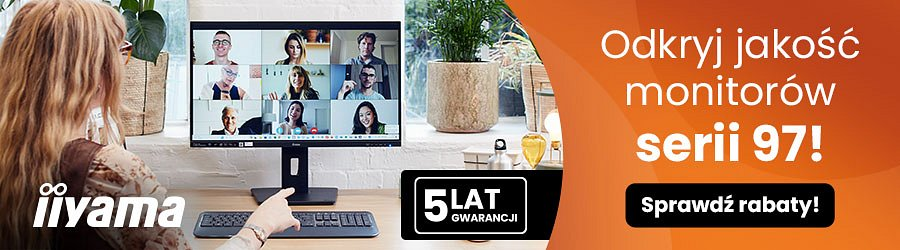 iiyama
5 LAT
GWARANCJI
Odkryj jakość
monitorów
serii 97!
Sprawdź rabaty!